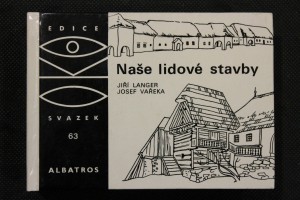 EDICE
OKO
SVAZEK
63
ALBATROS
Naše lidové stavby
JIŘÍ LANGER
JOSEF VAŘEKA